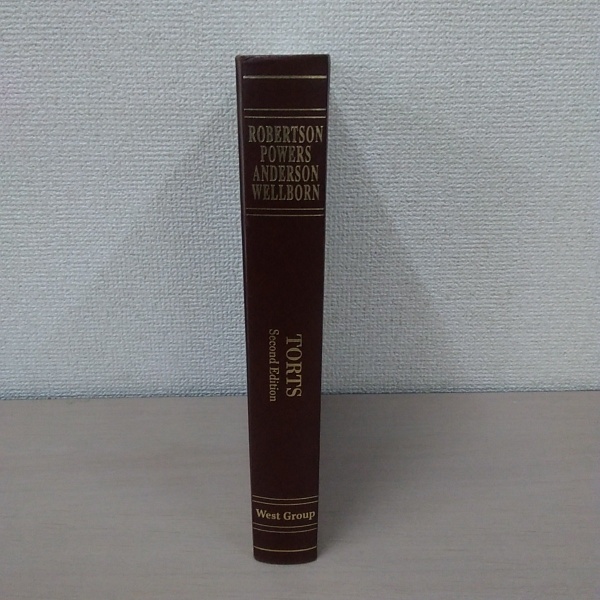 ROBERTSON
POWERS
ANDERSON
WELLBORN
TORTS
Second Edition
West Group